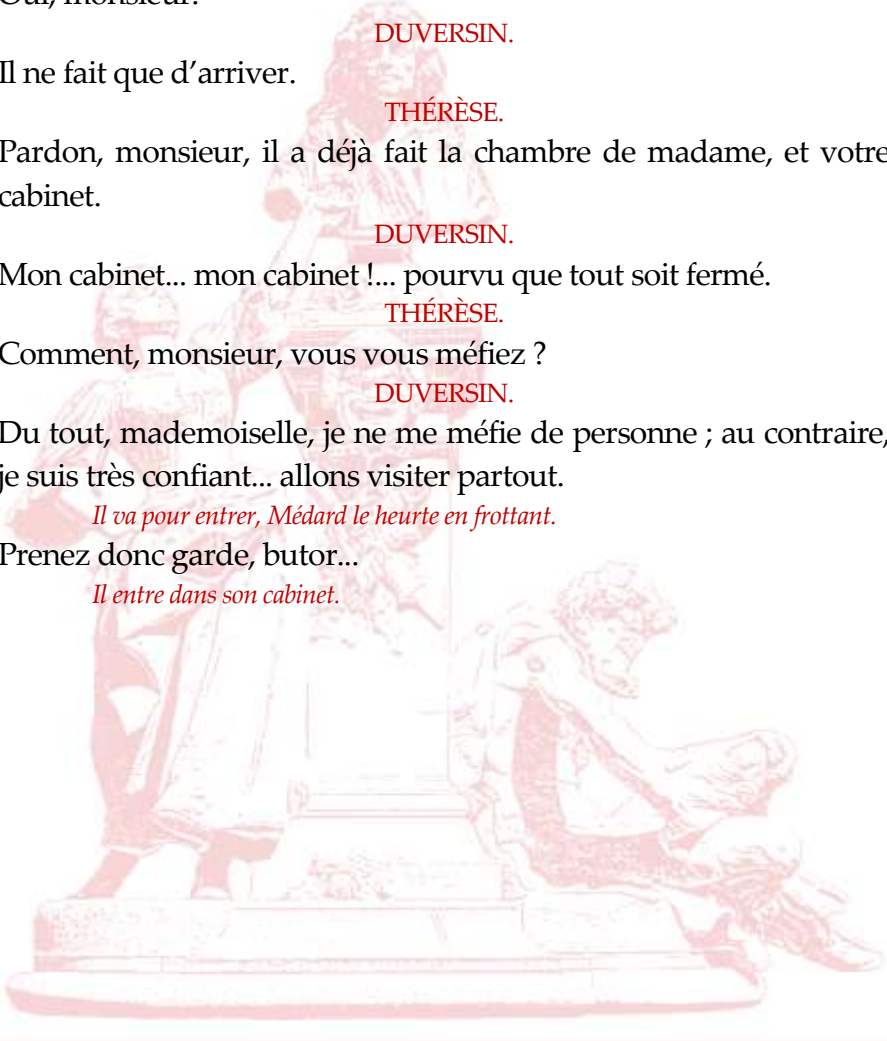 Oui, monsieur.
DUVERSIN.
Il ne fait que d’arriver.
THÉRÈSE.
Pardon, monsieur, il a déjà fait la chambre de madame, et votre
cabinet.
DUVERSIN.
Mon cabinet... mon cabinet !... pourvu que tout soit fermé.
THÉRÈSE.
Comment, monsieur, vous vous méfiez ?
DUVERSIN.
Du tout, mademoiselle, je ne me méfie de personne ; au contraire,
je suis très confiant... allons visiter partout.
Il va pour entrer, Médard le heurte en frottant.
Prenez donc garde, butor...
Il entre dans son cabinet.